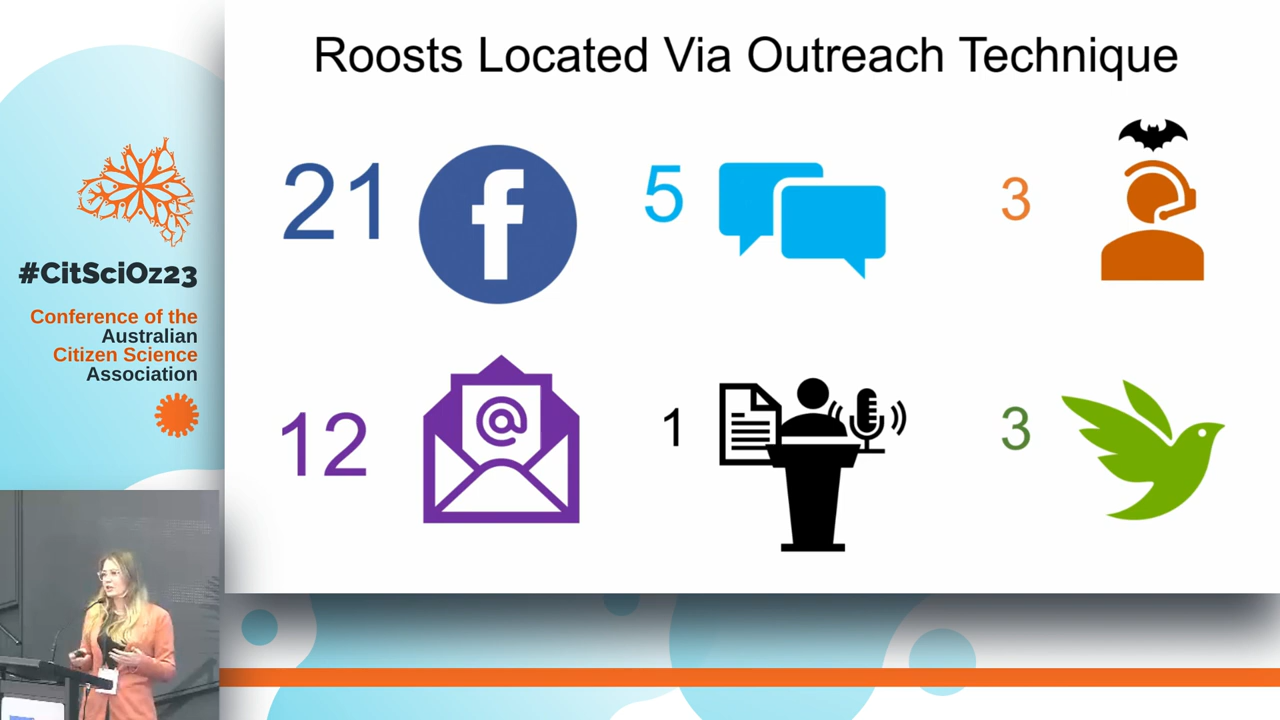 Roosts Located Via Outreach Technique
21
f
5
3
12
@
1
3
#CitSciOz23
Conference of the
Australian
Citizen Science
Association